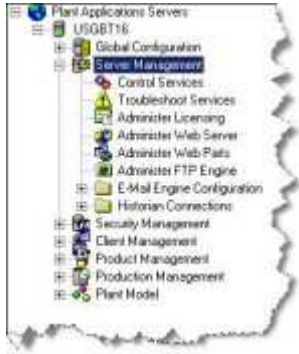 Plant Applications Servers
USGBT16
Global Configuration
Server Management
Control Services
Troubleshoot Services
Administer Licensing
Administer Web Server
Administer Web Parts
Administer FTP Engine
E-Mail Engine Configuration
Historian Connections
Security Management
Client Management
Product Management
Production Management
Plant Model